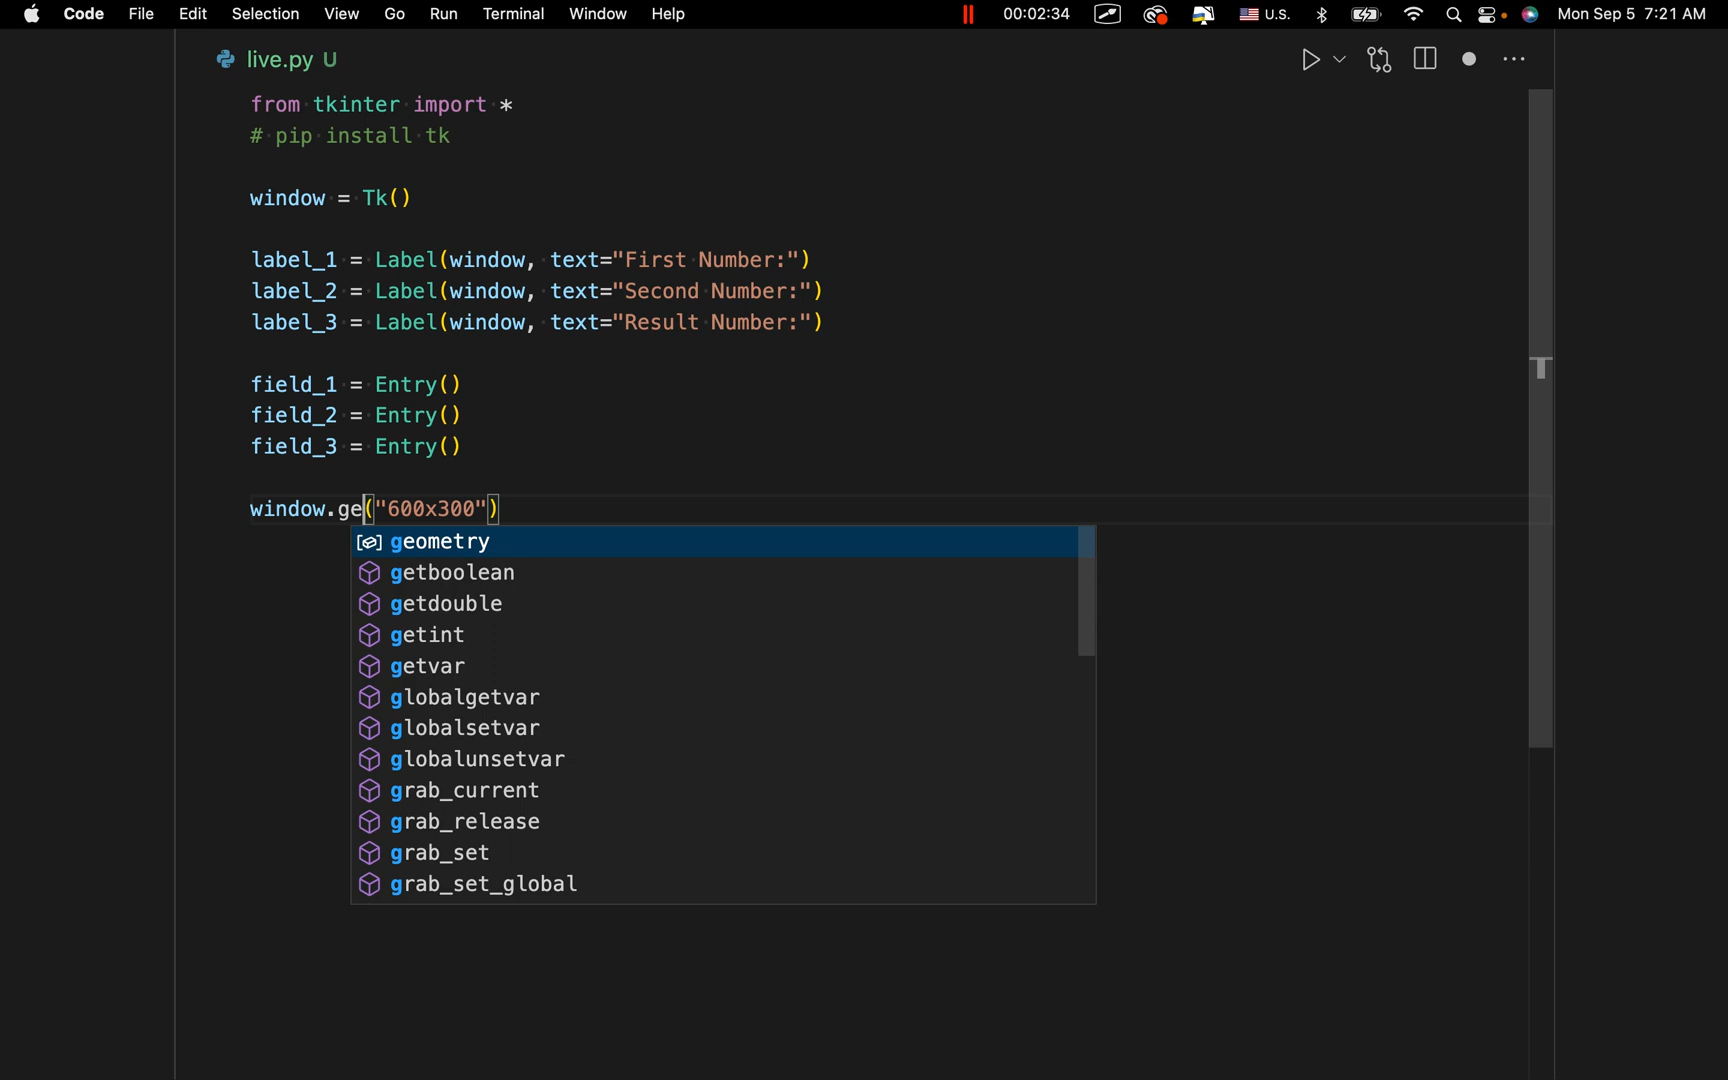 Code File Edit Selection View Go Run Terminal Window Help 00:02:34 U.S. Mon Sep 5 7:21 AM
live.py U
from tkinter import *
# pip install tk
window = Tk()
label_1 = Label(window, text="First Number:")
label_2 = Label(window, text="Second Number:")
label_3 = Label(window, text="Result Number:")
field_1 = Entry()
field_2 = Entry()
field_3 = Entry()
window.ge("600x300")
geometry
getboolean
getdouble
getint
getvar
globalgetvar
globalsetvar
globalunsetvar
grab_current
grab_release
grab_set
grab_set_global